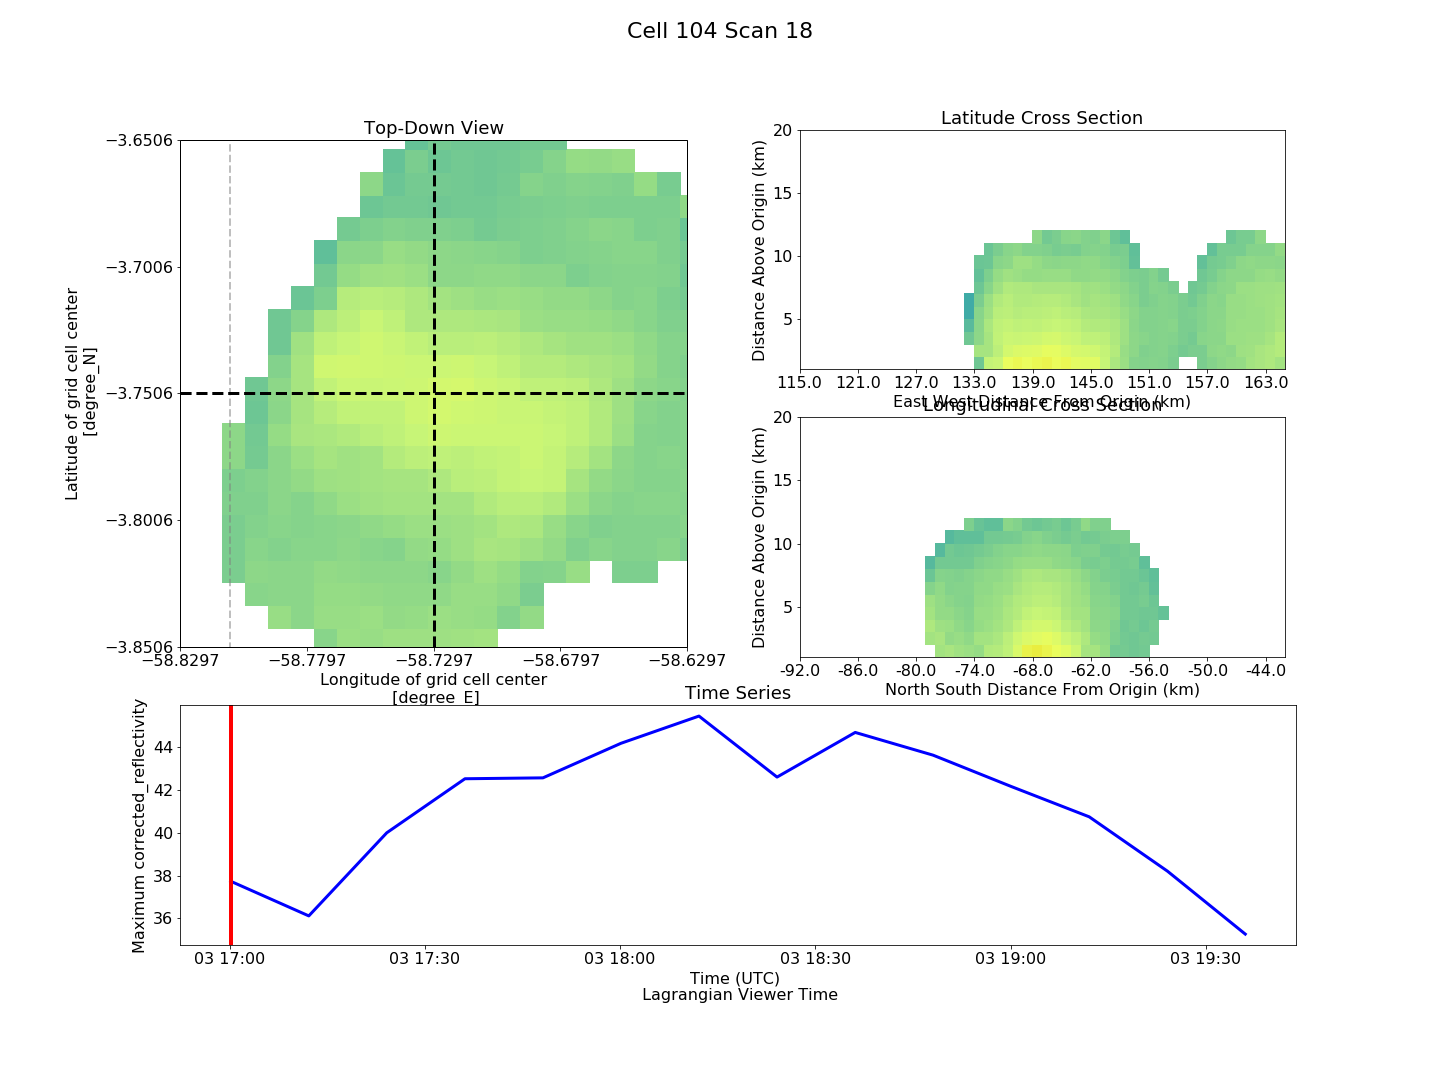 Cell 104 Scan 18
Top-Down View
−3.6506
−3.7006
−3.7506
−3.8006
−3.8506
Latitude of grid cell center
[degree_N]
−58.8297 −58.7797 −58.7297 −58.6797 −58.6297
Longitude of grid cell center
[degree_E]
Latitude Cross Section
20
15
10
5
Distance Above Origin (km)
115.0 121.0 127.0 133.0 139.0 145.0 151.0 157.0 163.0
East West Distance From Origin (km)
Longitudinal Cross Section
20
15
10
5
Distance Above Origin (km)
-92.0 -86.0 -80.0 -74.0 -68.0 -62.0 -56.0 -50.0 -44.0
North South Distance From Origin (km)
Time Series
44
42
40
38
36
Maximum corrected_reflectivity
03 17:00 03 17:30 03 18:00 03 18:30 03 19:00 03 19:30
Time (UTC)
Lagrangian Viewer Time